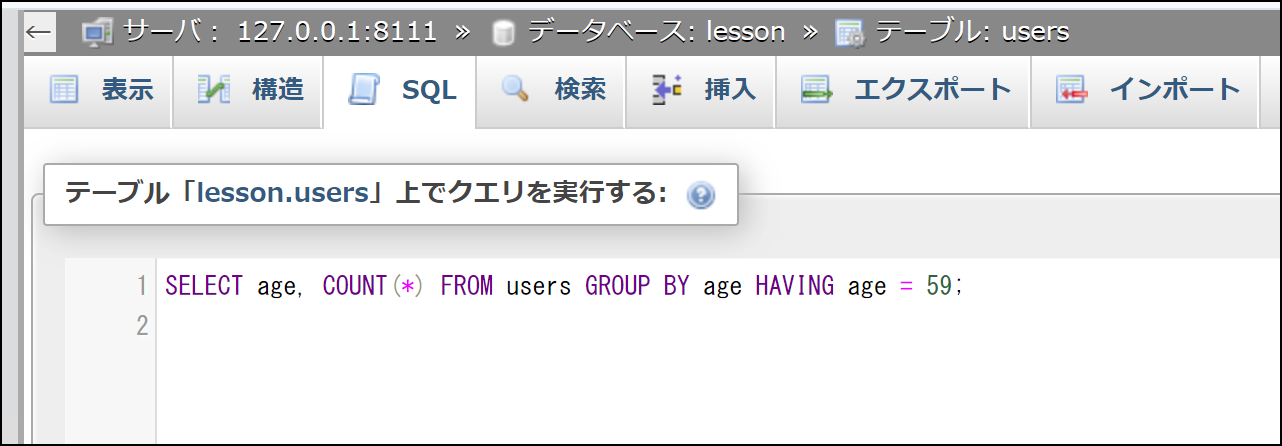 ← サーバ： 127.0.0.1:8111 » データベース: lesson » テーブル: users
表示 構造 SQL 検索 挿入 エクスポート インポート
テーブル「lesson.users」上でクエリを実行する:
1 SELECT age, COUNT(*) FROM users GROUP BY age HAVING age = 59;
2